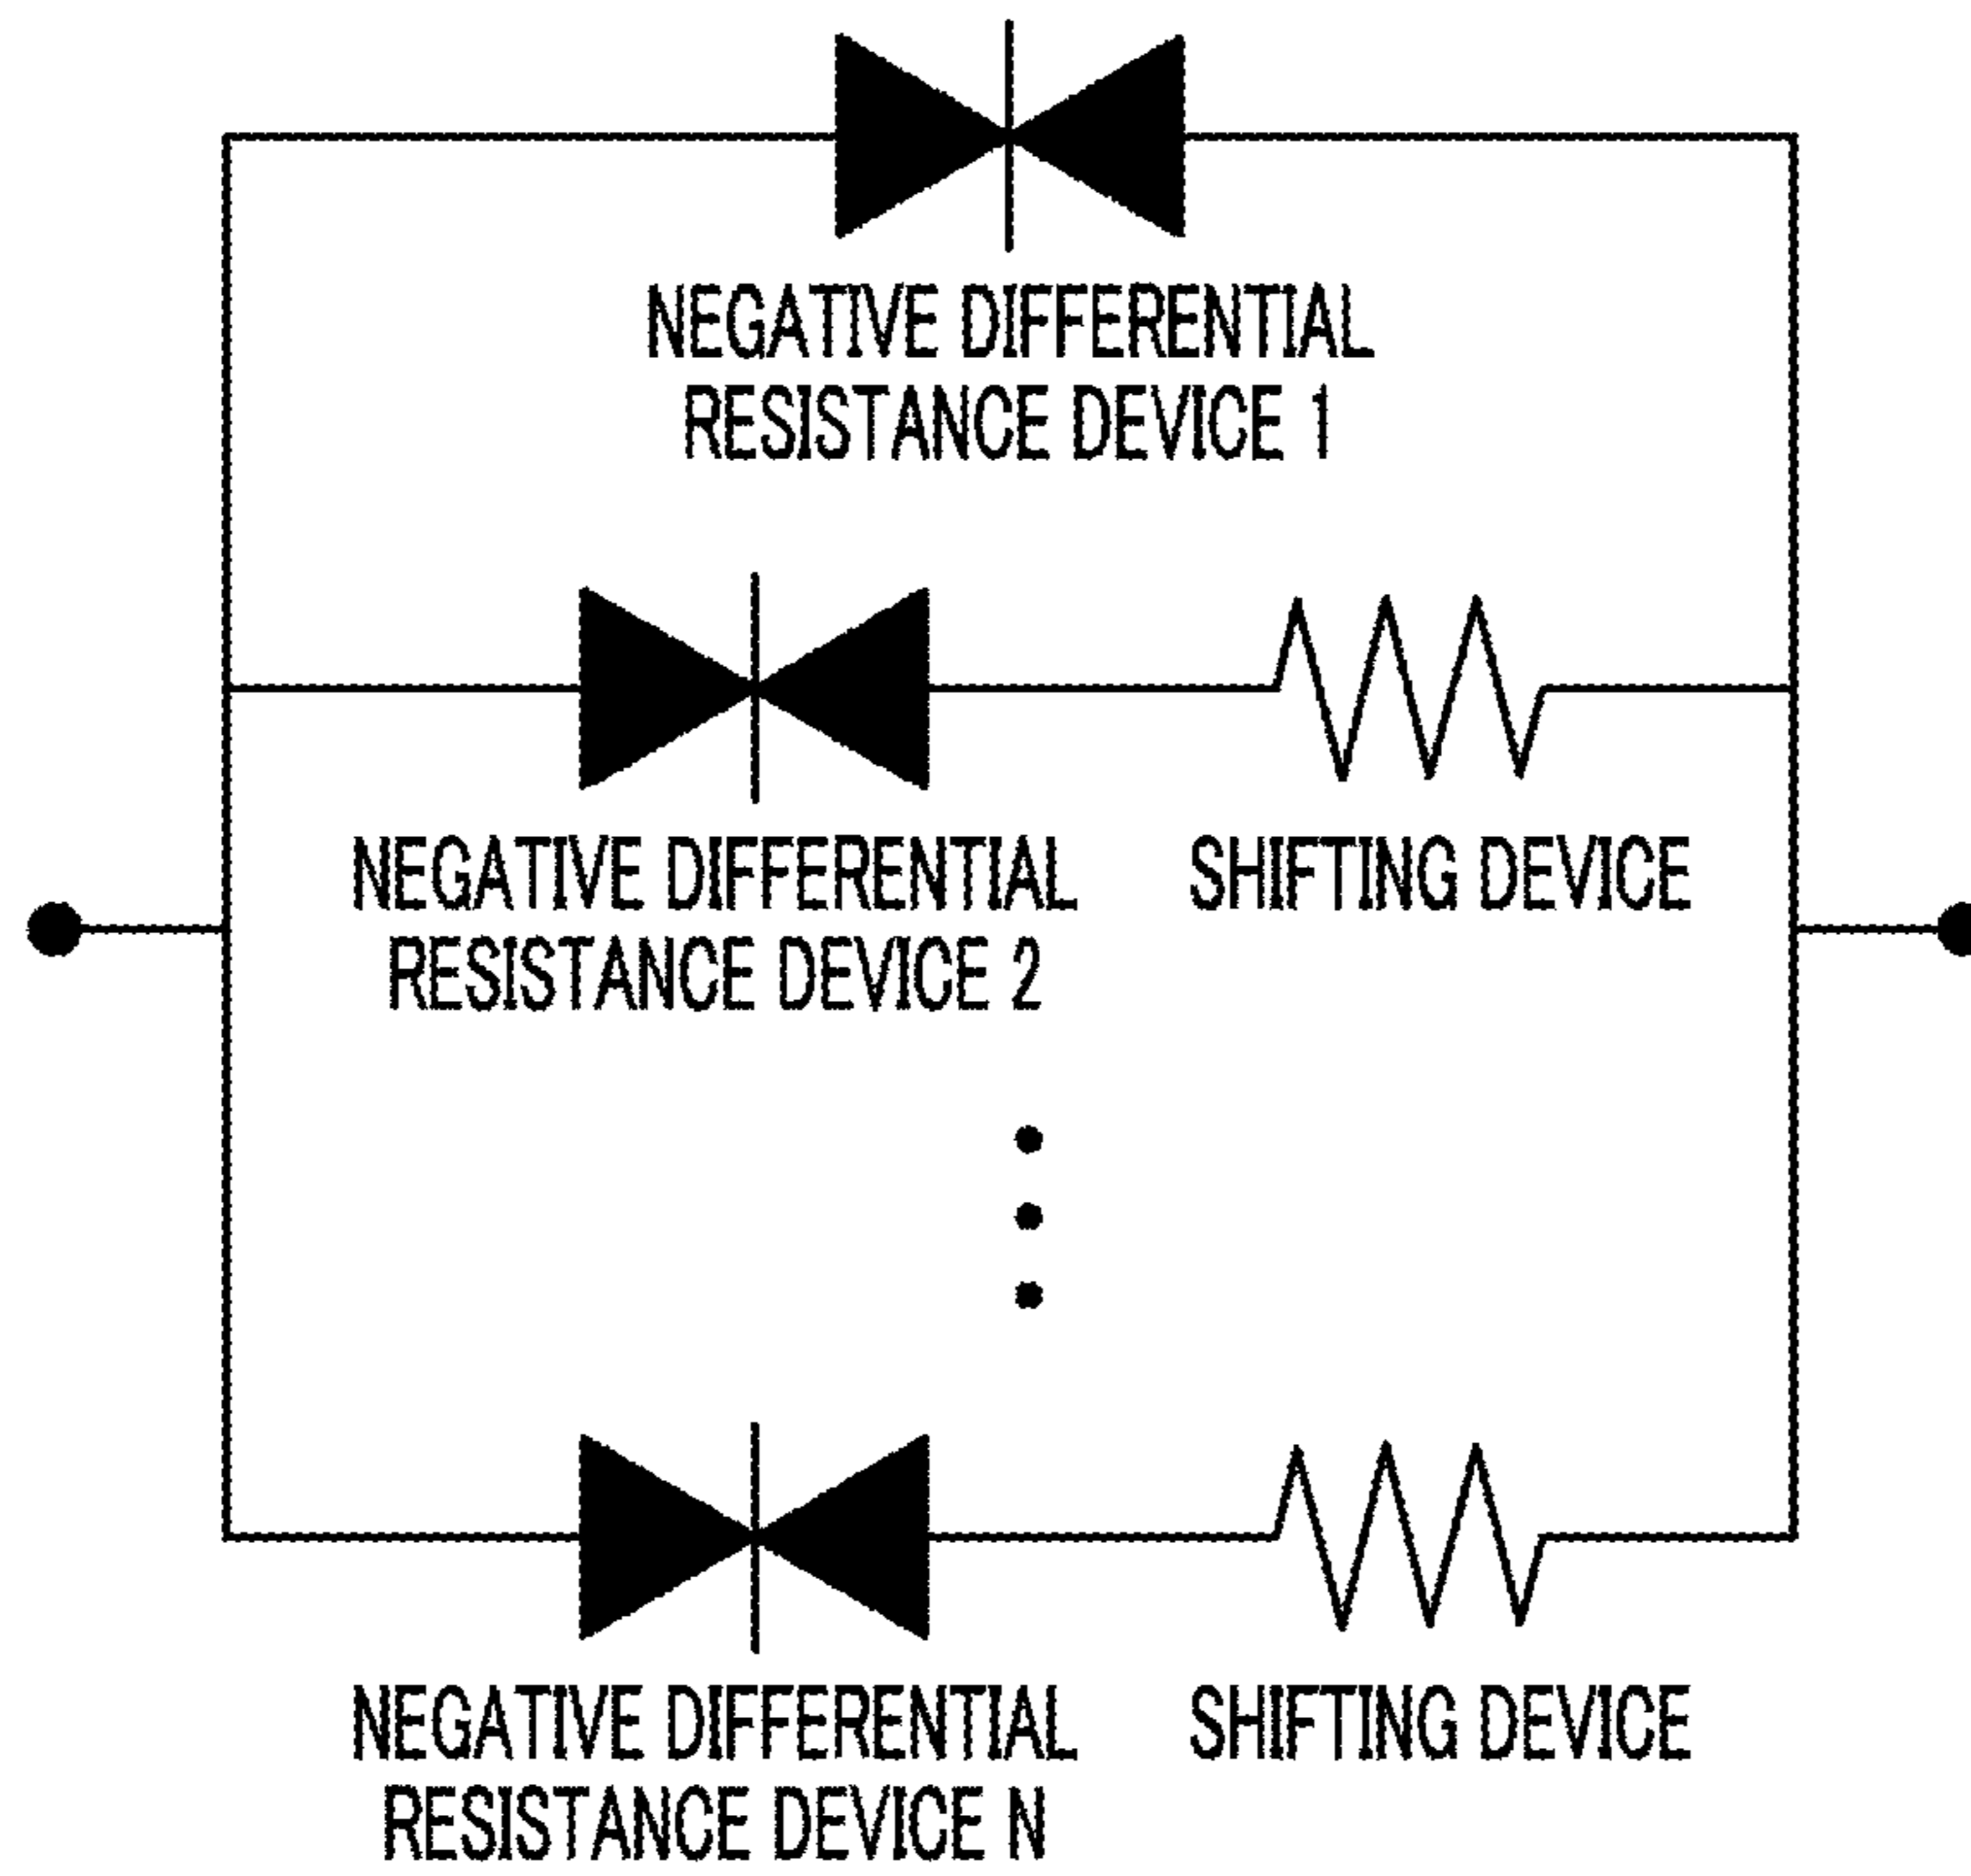 NEGATIVE DIFFERENTIAL
RESISTANCE DEVICE 1
NEGATIVE DIFFERENTIAL
RESISTANCE DEVICE 2
SHIFTING DEVICE
NEGATIVE DIFFERENTIAL
RESISTANCE DEVICE N
SHIFTING DEVICE